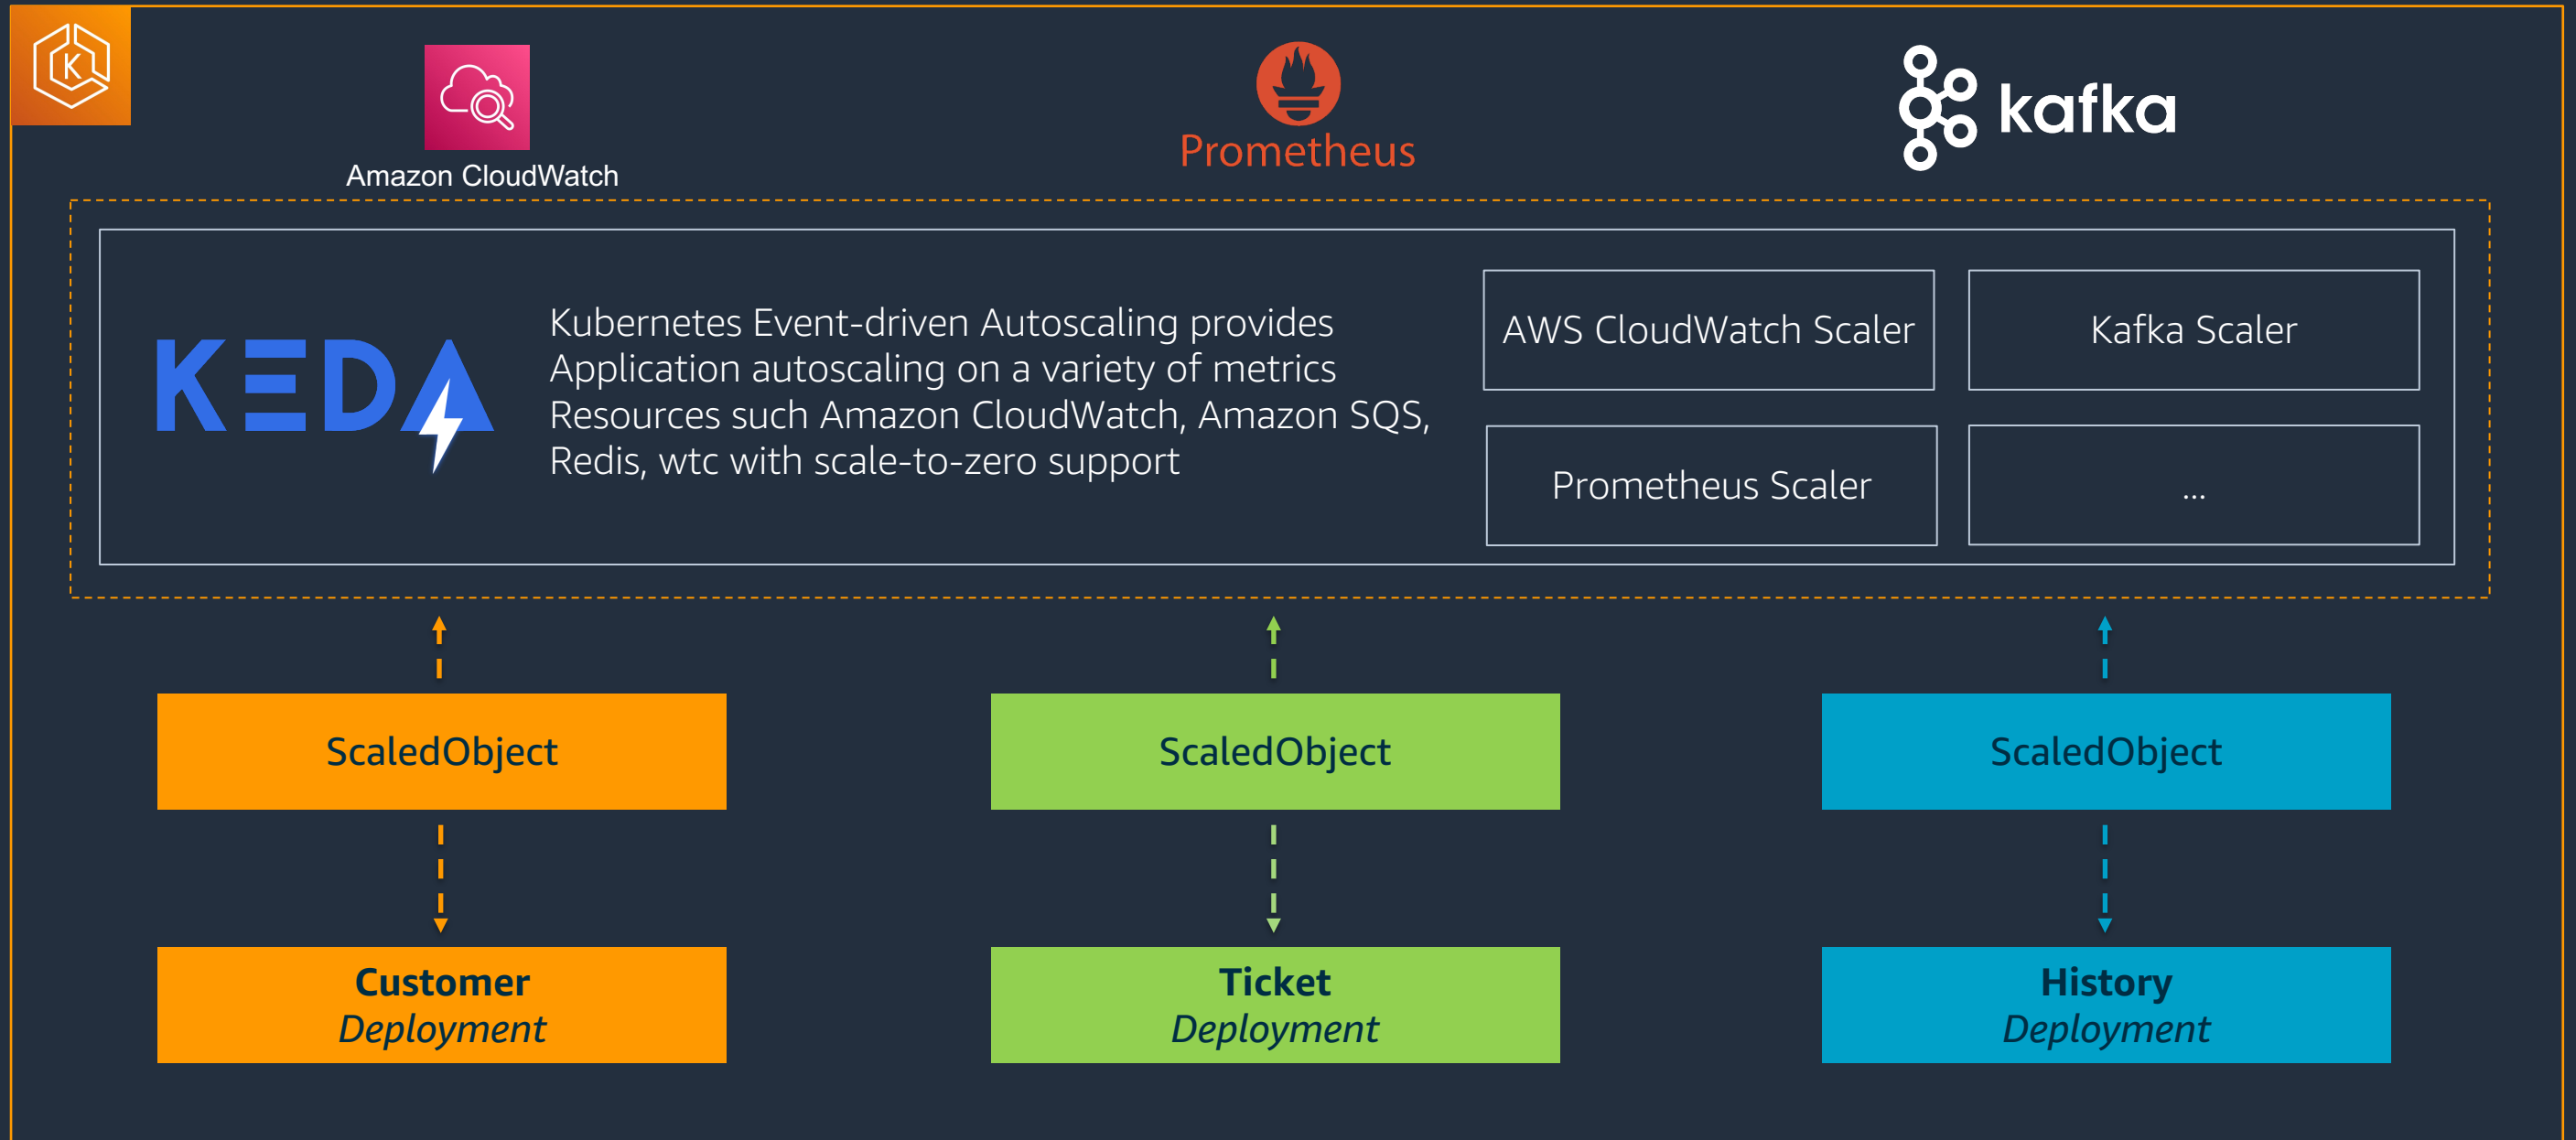 K
Amazon CloudWatch
Prometheus
kafka
KEDA
Kubernetes Event-driven Autoscaling provides
Application autoscaling on a variety of metrics
Resources such Amazon CloudWatch, Amazon SQS,
Redis, wtc with scale-to-zero support
AWS CloudWatch Scaler
Kafka Scaler
Prometheus Scaler
...
ScaledObject
ScaledObject
ScaledObject
Customer
Deployment
Ticket
Deployment
History
Deployment